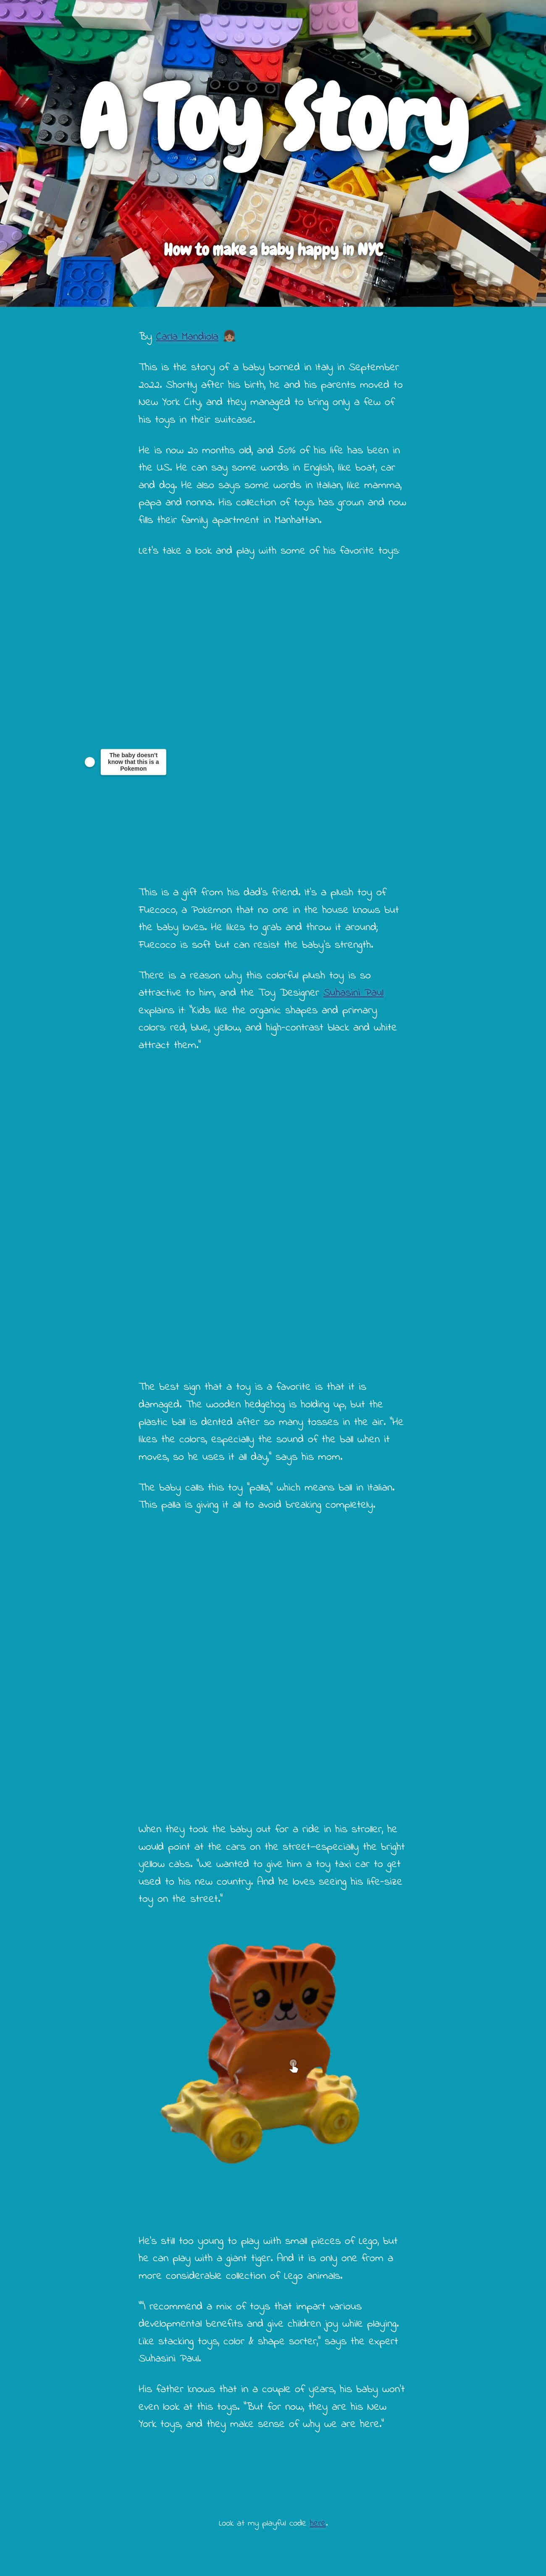 A Toy Story
How to make a baby happy in NYC
By Carla Mandiola 👧🏽
This is the story of a baby borned in Italy in September
2022. Shortly after his birth, he and his parents moved to
New York City, and they managed to bring only a few of
his toys in their suitcase.
He is now 20 months old, and 50% of his life has been in
the US. He can say some words in English, like boat, car
and dog. He also says some words in Italian, like mamma,
papa and nonna. His collection of toys has grown and now
fills their family apartment in Manhattan.
Let's take a look and play with some of his favorite toys:
The baby doesn't
know that this is a
Pokemon
This is a gift from his dad's friend. It's a plush toy of
Fuecoco, a Pokemon that no one in the house knows but
the baby loves. He likes to grab and throw it around;
Fuecoco is soft but can resist the baby's strength.
There is a reason why this colorful plush toy is so
attractive to him, and the Toy Designer Suhasini Paul
explains it: "Kids like the organic shapes and primary
colors: red, blue, yellow, and high-contrast black and white
attract them."
The best sign that a toy is a favorite is that it is
damaged. The wooden hedgehog is holding up, but the
plastic ball is dented after so many tosses in the air. "He
likes the colors, especially the sound of the ball when it
moves, so he uses it all day," says his mom.
The baby calls this toy "palla," which means ball in Italian.
This palla is giving it all to avoid breaking completely.
When they took the baby out for a ride in his stroller, he
would point at the cars on the street—especially the bright
yellow cabs. "We wanted to give him a toy taxi car to get
used to his new country. And he loves seeing his life-size
toy on the street."
He's still too young to play with small pieces of Lego, but
he can play with a giant tiger. And it is only one from a
more considerable collection of Lego animals.
""I recommend a mix of toys that impart various
developmental benefits and give children joy while playing.
Like stacking toys, color & shape sorter," says the expert
Suhasini Paul.
His father knows that in a couple of years, his baby won't
even look at this toys. "But for now, they are his New
York toys, and they make sense of why we are here."
Look at my playful code here.